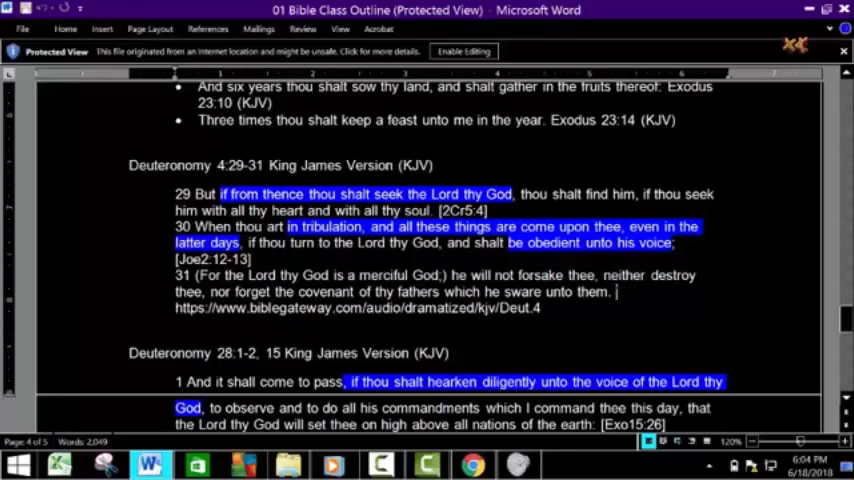 01 Bible Class Outline (Protected View) - Microsoft Word
File Home Insert Page Layout References Mailings Review View Acrobat
Protected View This file originated from an Internet location and might be unsafe. Click for more details. Enable Editing
1 2 3 4 5 6 7
• And six years thou shalt sow thy land, and shalt gather in the fruits thereof: Exodus
23:10 (KJV)
• Three times thou shalt keep a feast unto me in the year. Exodus 23:14 (KJV)
Deuteronomy 4:29-31 King James Version (KJV)
29 But if from thence thou shalt seek the Lord thy God, thou shalt find him, if thou seek
him with all thy heart and with all thy soul. [2Cr5:4]
30 When thou art in tribulation, and all these things are come upon thee, even in the
latter days, if thou turn to the Lord thy God, and shalt be obedient unto his voice;
[Joe2:12-13]
31 (For the Lord thy God is a merciful God;) he will not forsake thee, neither destroy
thee, nor forget the covenant of thy fathers which he sware unto them.
https://www.biblegateway.com/audio/dramatized/kjv/Deut.4
Deuteronomy 28:1-2, 15 King James Version (KJV)
1 And it shall come to pass, if thou shalt hearken diligently unto the voice of the Lord thy
God, to observe and to do all his commandments which I command thee this day, that
the Lord thy God will set thee on high above all nations of the earth: [Exo15:26]
Page: 4 of 5 Words: 2,049 120%
6:04 PM
6/18/2018